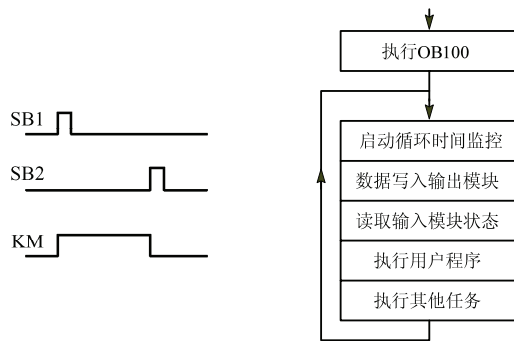 SB1
SB2
KM
执行OB100
启动循环时间监控
数据写入输出模块
读取输入模块状态
执行用户程序
执行其他任务